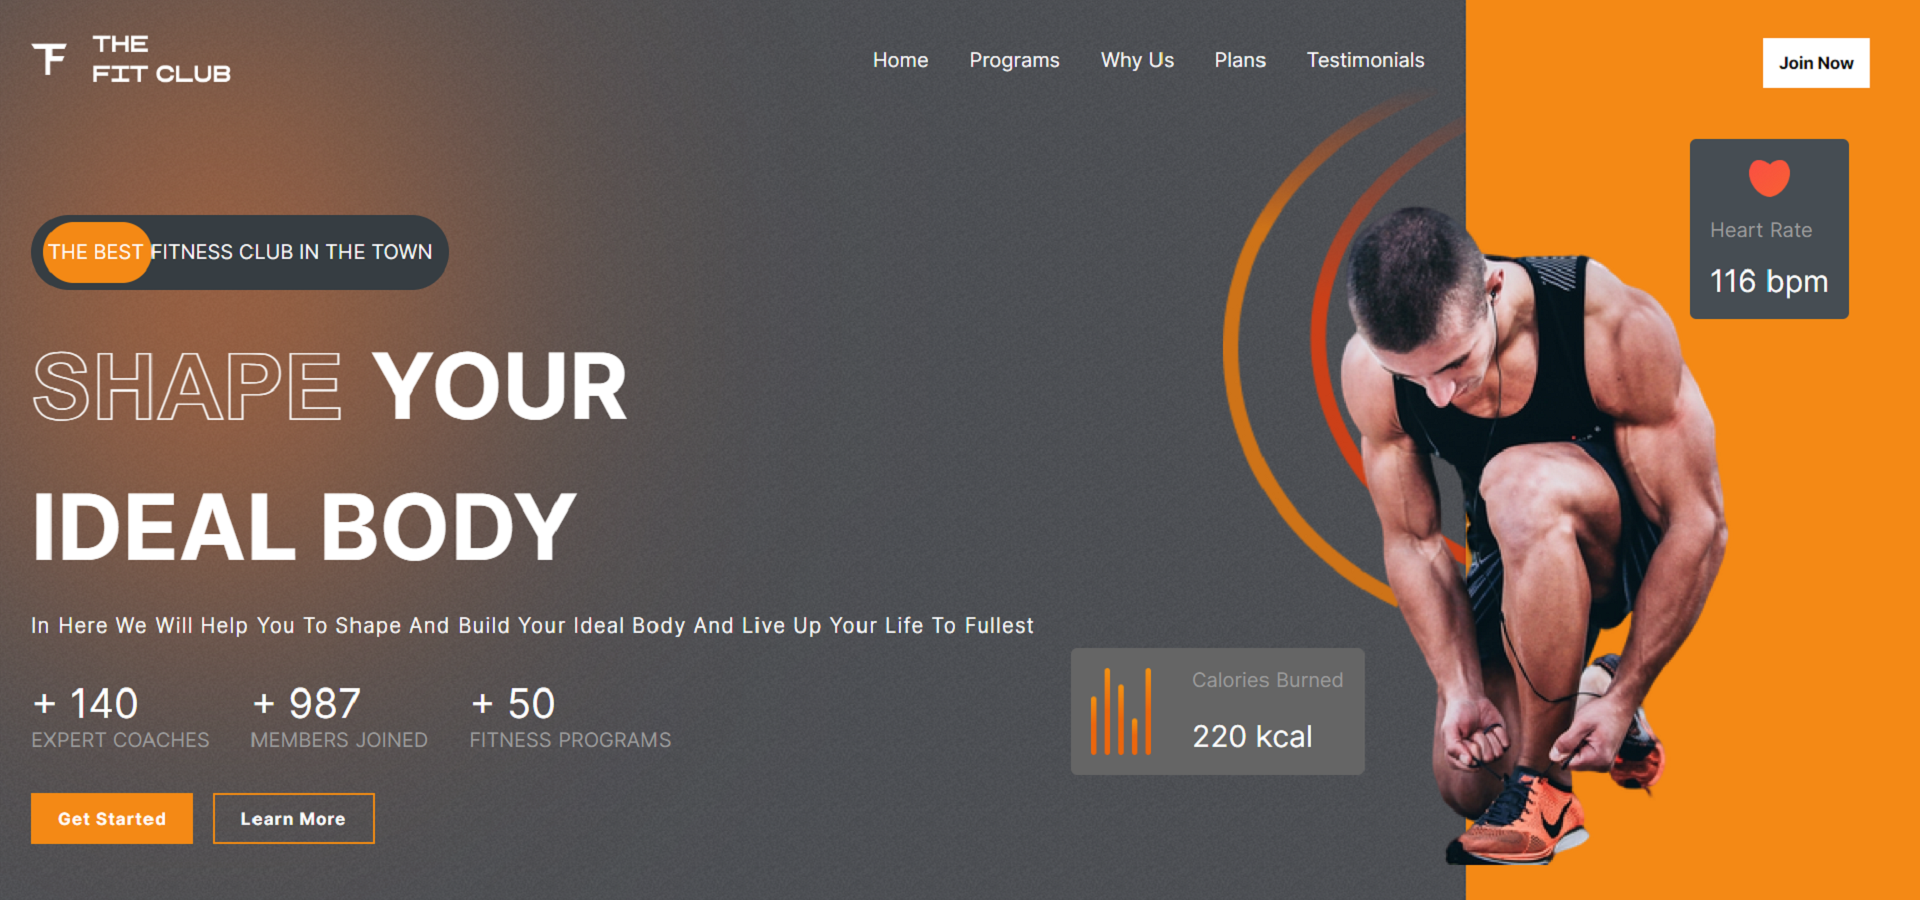 THE
FIT CLUB
Home Programs Why Us Plans Testimonials
Join Now
Heart Rate
116 bpm
THE BEST FITNESS CLUB IN THE TOWN
SHAPE YOUR
IDEAL BODY
In Here We Will Help You To Shape And Build Your Ideal Body And Live Up Your Life To Fullest
+ 140 + 987 + 50
EXPERT COACHES MEMBERS JOINED FITNESS PROGRAMS
Calories Burned
220 kcal
Get Started Learn More